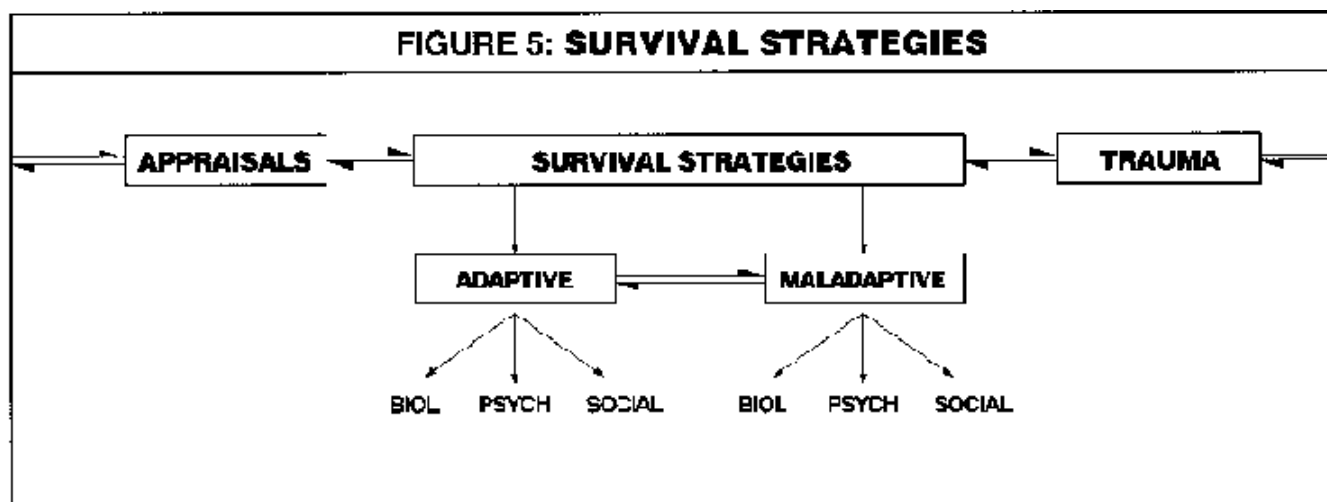 FIGURE 5: SURVIVAL STRATEGIES
APPRAISALS SURVIVAL STRATEGIES TRAUMA
ADAPTIVE MALADAPTIVE
BIOL PSYCH SOCIAL BIOL PSYCH SOCIAL